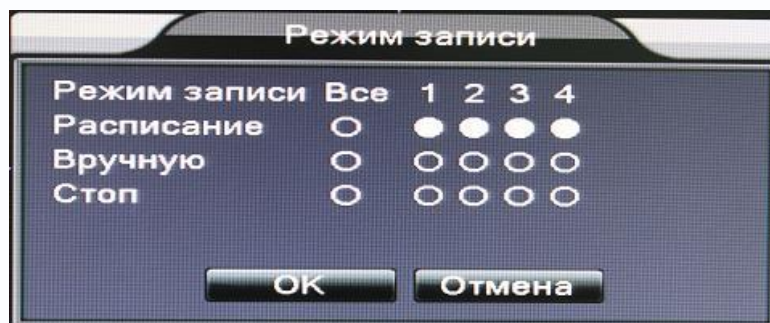 Режим записи
Режим записи Все 1 2 3 4
Расписание
Вручную
Стоп
OK Отмена